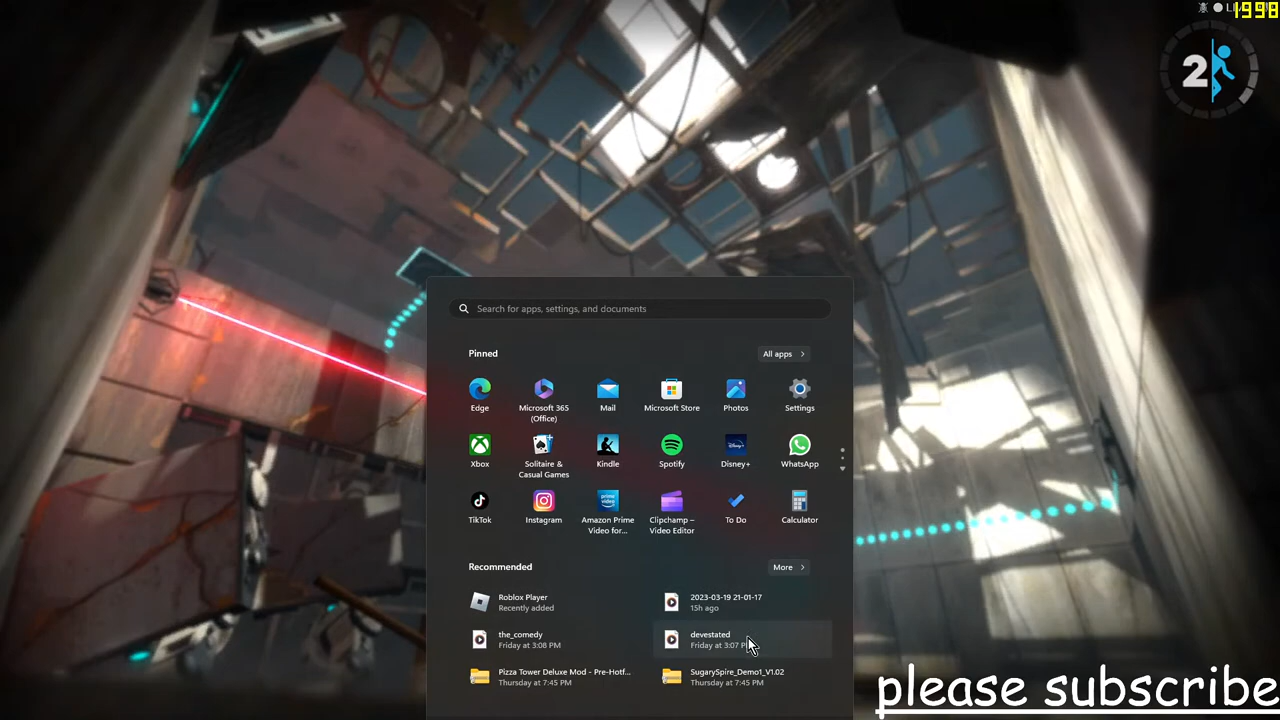 1998
2
Search for apps, settings, and documents
Pinned
All apps
Edge
Microsoft 365
(Office)
Mail
Microsoft Store
Photos
Settings
Xbox
Solitaire &
Casual Games
Kindle
Spotify
Disney+
WhatsApp
TikTok
Instagram
Amazon Prime
Video for...
Clipchamp –
Video Editor
To Do
Calculator
Recommended
More
Roblox Player
Recently added
2023-03-19 21-01-17
15h ago
the_comedy
Friday at 3:08 PM
devestated
Friday at 3:07
Pizza Tower Deluxe Mod - Pre-Hotf...
Thursday at 7:45 PM
SugarySpire_Demo1_V1.02
Thursday at 7:45 PM
please subscribe